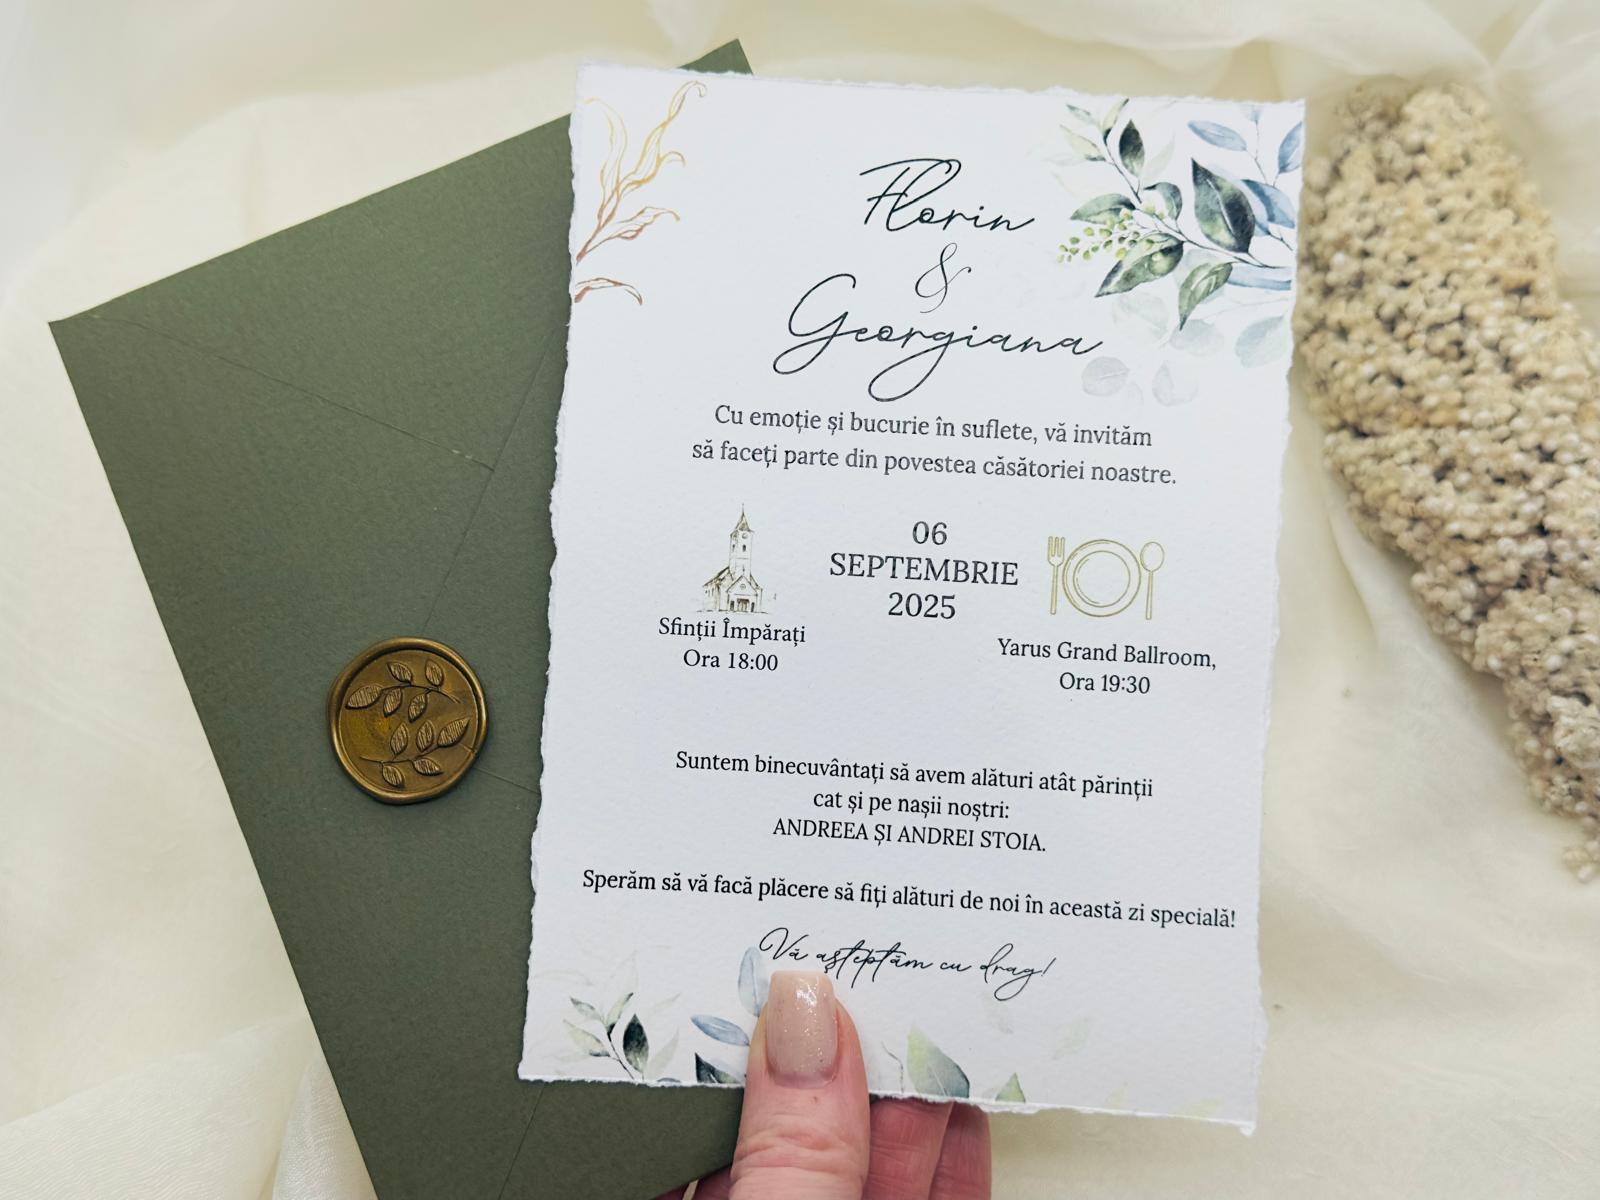 Florin
&
Georgiana
Cu emoție și bucurie în suflete, vă invităm
să faceți parte din povestea căsătoriei noastre.
06
SEPTEMBRIE
2025
Sfinții Împărați
Ora 18:00
Yarus Grand Ballroom,
Ora 19:30
Suntem binecuvântați să avem alături atât părinții
cat și pe nașii noștri:
ANDREEA ȘI ANDREI STOIA.
Sperăm să vă facă plăcere să fiți alături de noi în această zi specială!
Vă așteptăm cu drag!